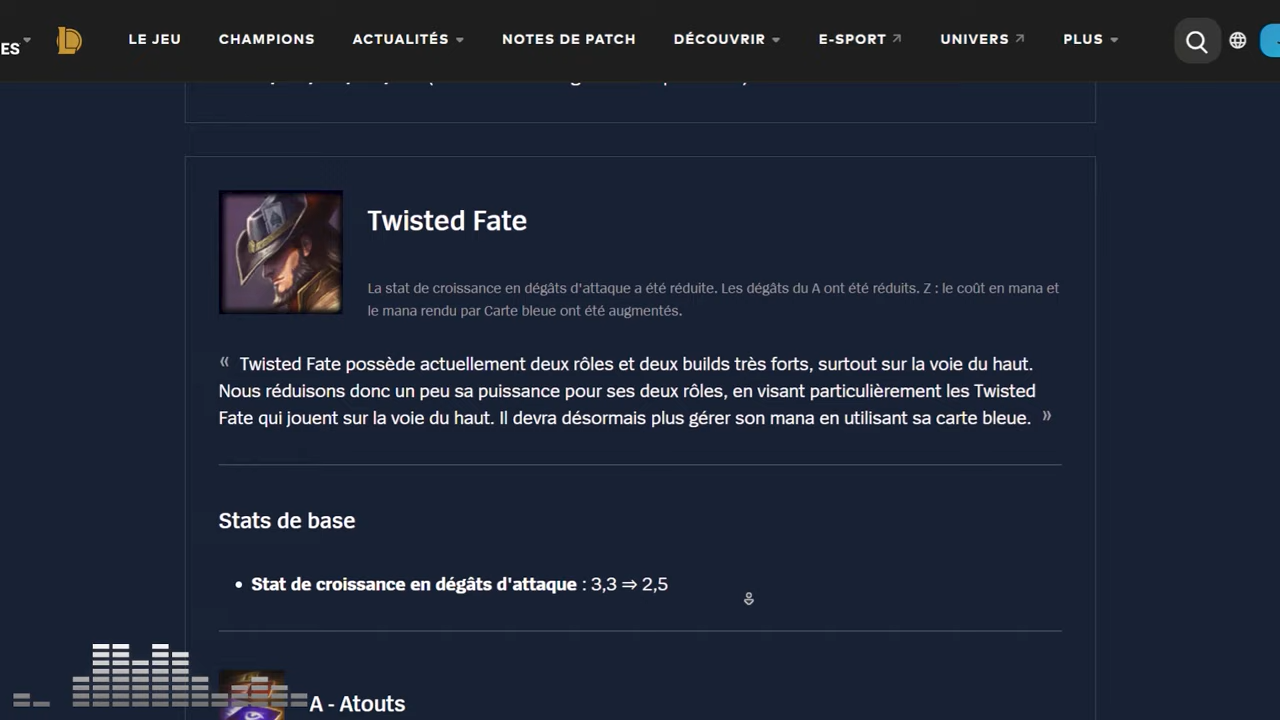 ES
LE JEU
CHAMPIONS
ACTUALITÉS
NOTES DE PATCH
DÉCOUVRIR
E-SPORT
UNIVERS
PLUS
Twisted Fate
La stat de croissance en dégâts d'attaque a été réduite. Les dégâts du A ont été réduits. Z : le coût en mana et
le mana rendu par Carte bleue ont été augmentés.
« Twisted Fate possède actuellement deux rôles et deux builds très forts, surtout sur la voie du haut.
Nous réduisons donc un peu sa puissance pour ses deux rôles, en visant particulièrement les Twisted
Fate qui jouent sur la voie du haut. Il devra désormais plus gérer son mana en utilisant sa carte bleue. »
Stats de base
• Stat de croissance en dégâts d'attaque : 3,3 ⇒ 2,5
A - Atouts